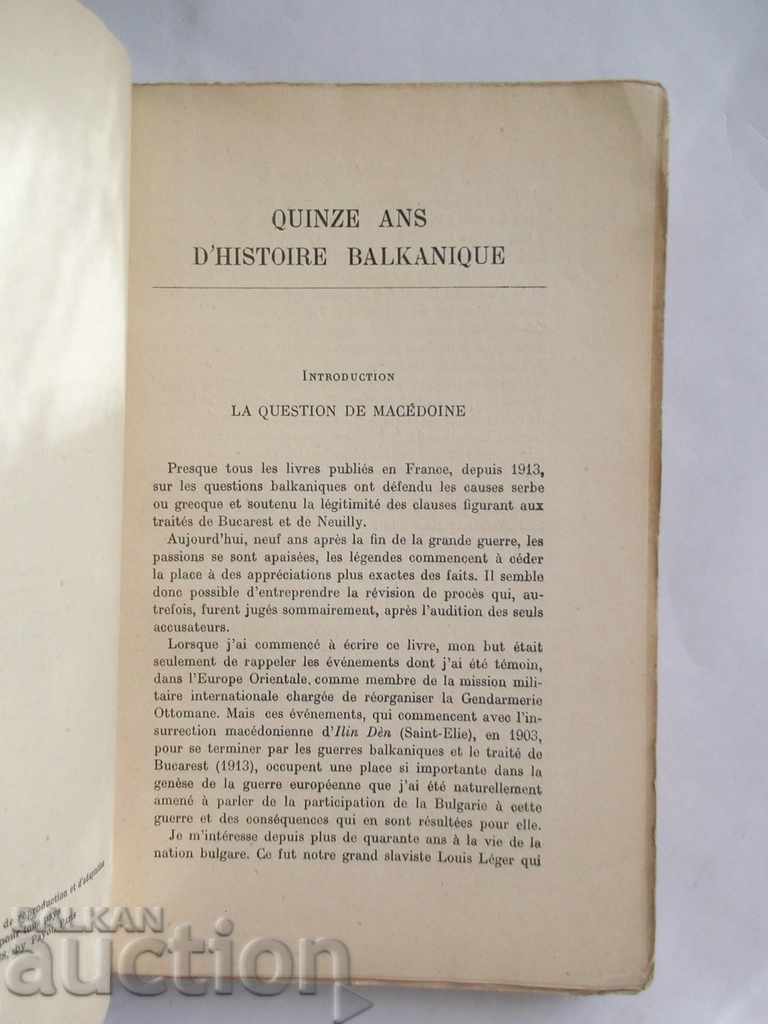 QUINZE ANS
D'HISTOIRE BALKANIQUE
INTRODUCTION
LA QUESTION DE MACÉDOINE
Presque tous les livres publiés en France, depuis 1913,
sur les questions balkaniques ont défendu les causes serbe
ou grecque et soutenu la légitimité des clauses figurant aux
traités de Bucarest et de Neuilly.
Aujourd'hui, neuf ans après la fin de la grande guerre, les
passions se sont apaisées, les légendes commencent à céder
la place à des appréciations plus exactes des faits. Il semble
donc possible d'entreprendre la révision de procès qui, au-
trefois, furent jugés sommairement, après l'audition des seuls
accusateurs.
Lorsque j'ai commencé à écrire ce livre, mon but était
seulement de rappeler les événements dont j'ai été témoin,
dans l'Europe Orientale, comme membre de la mission mili-
taire internationale chargée de réorganiser la Gendarmerie
Ottomane. Mais ces événements, qui commencent avec l'in-
surrection macédonienne d'Ilin Dèn (Saint-Elie), en 1903,
pour se terminer par les guerres balkaniques et le traité de
Bucarest (1913), occupent une place si importante dans la
genèse de la guerre européenne que j'ai été naturellement
amené à parler de la participation de la Bulgarie à cette
guerre et des conséquences qui en sont résultées pour elle.
Je m'intéresse depuis plus de quarante ans à la vie de la
nation bulgare. Ce fut notre grand slaviste Louis Léger qui
de reproduction et d'adaptation
pour tous pays
by Payot, Paris
BALKAN
auction